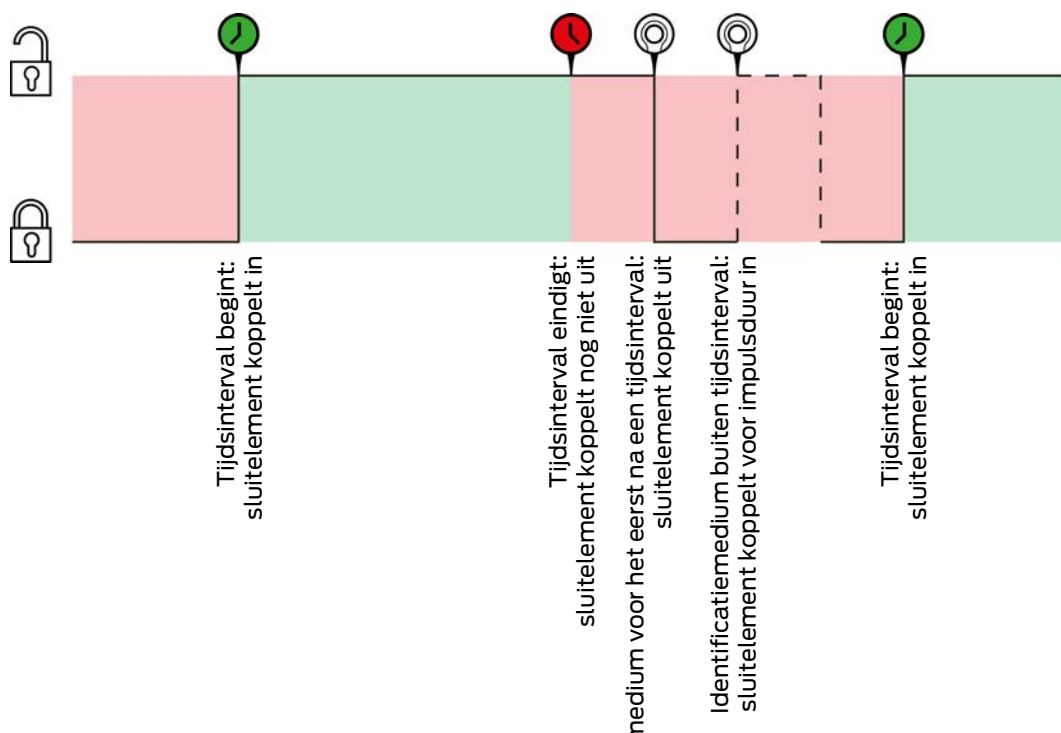 Tijdsinterval begint:
sluitelement koppelt in
Tijdsinterval eindigt:
sluitelement koppelt nog niet uit
medium voor het eerst na een tijdsinterval:
sluitelement koppelt uit
Identificatiemedium buiten tijdsinterval:
sluitelement koppelt voor impulsduur in
Tijdsinterval begint:
sluitelement koppelt in